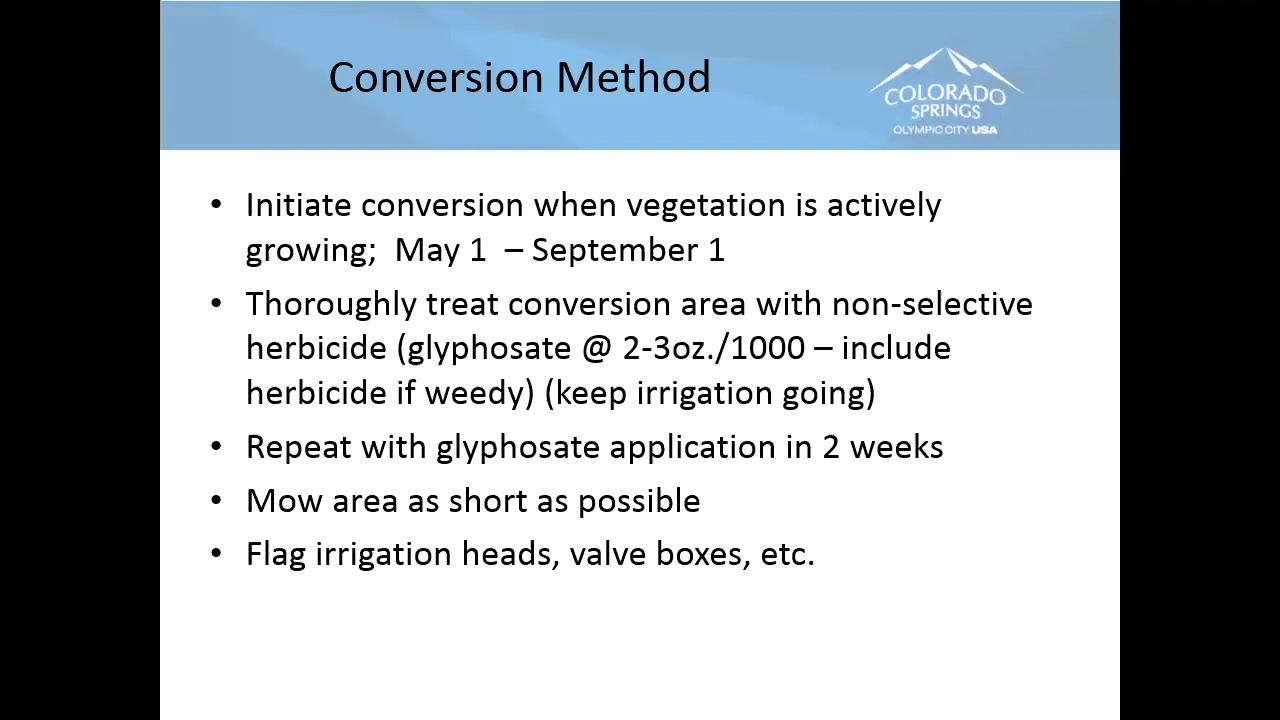 Conversion Method
COLORADO
SPRINGS
OLYMPIC CITY USA
• Initiate conversion when vegetation is actively
growing;  May 1  – September 1
• Thoroughly treat conversion area with non-selective
herbicide (glyphosate @ 2-3oz./1000 – include
herbicide if weedy) (keep irrigation going)
• Repeat with glyphosate application in 2 weeks
• Mow area as short as possible
• Flag irrigation heads, valve boxes, etc.